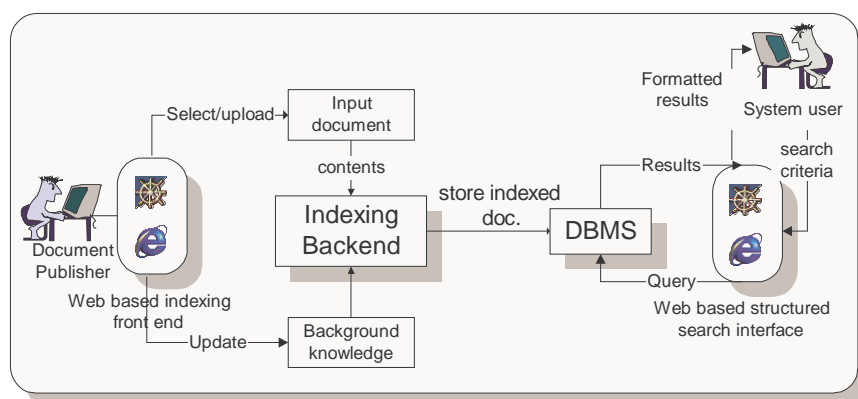 Select/upload
Input
document
contents
Document
Publisher
Web based indexing
front end
Update
Background
knowledge
Indexing
Backend
store indexed
doc.
DBMS
Results
Query
Formatted
results
System user
search
criteria
Web based structured
search interface